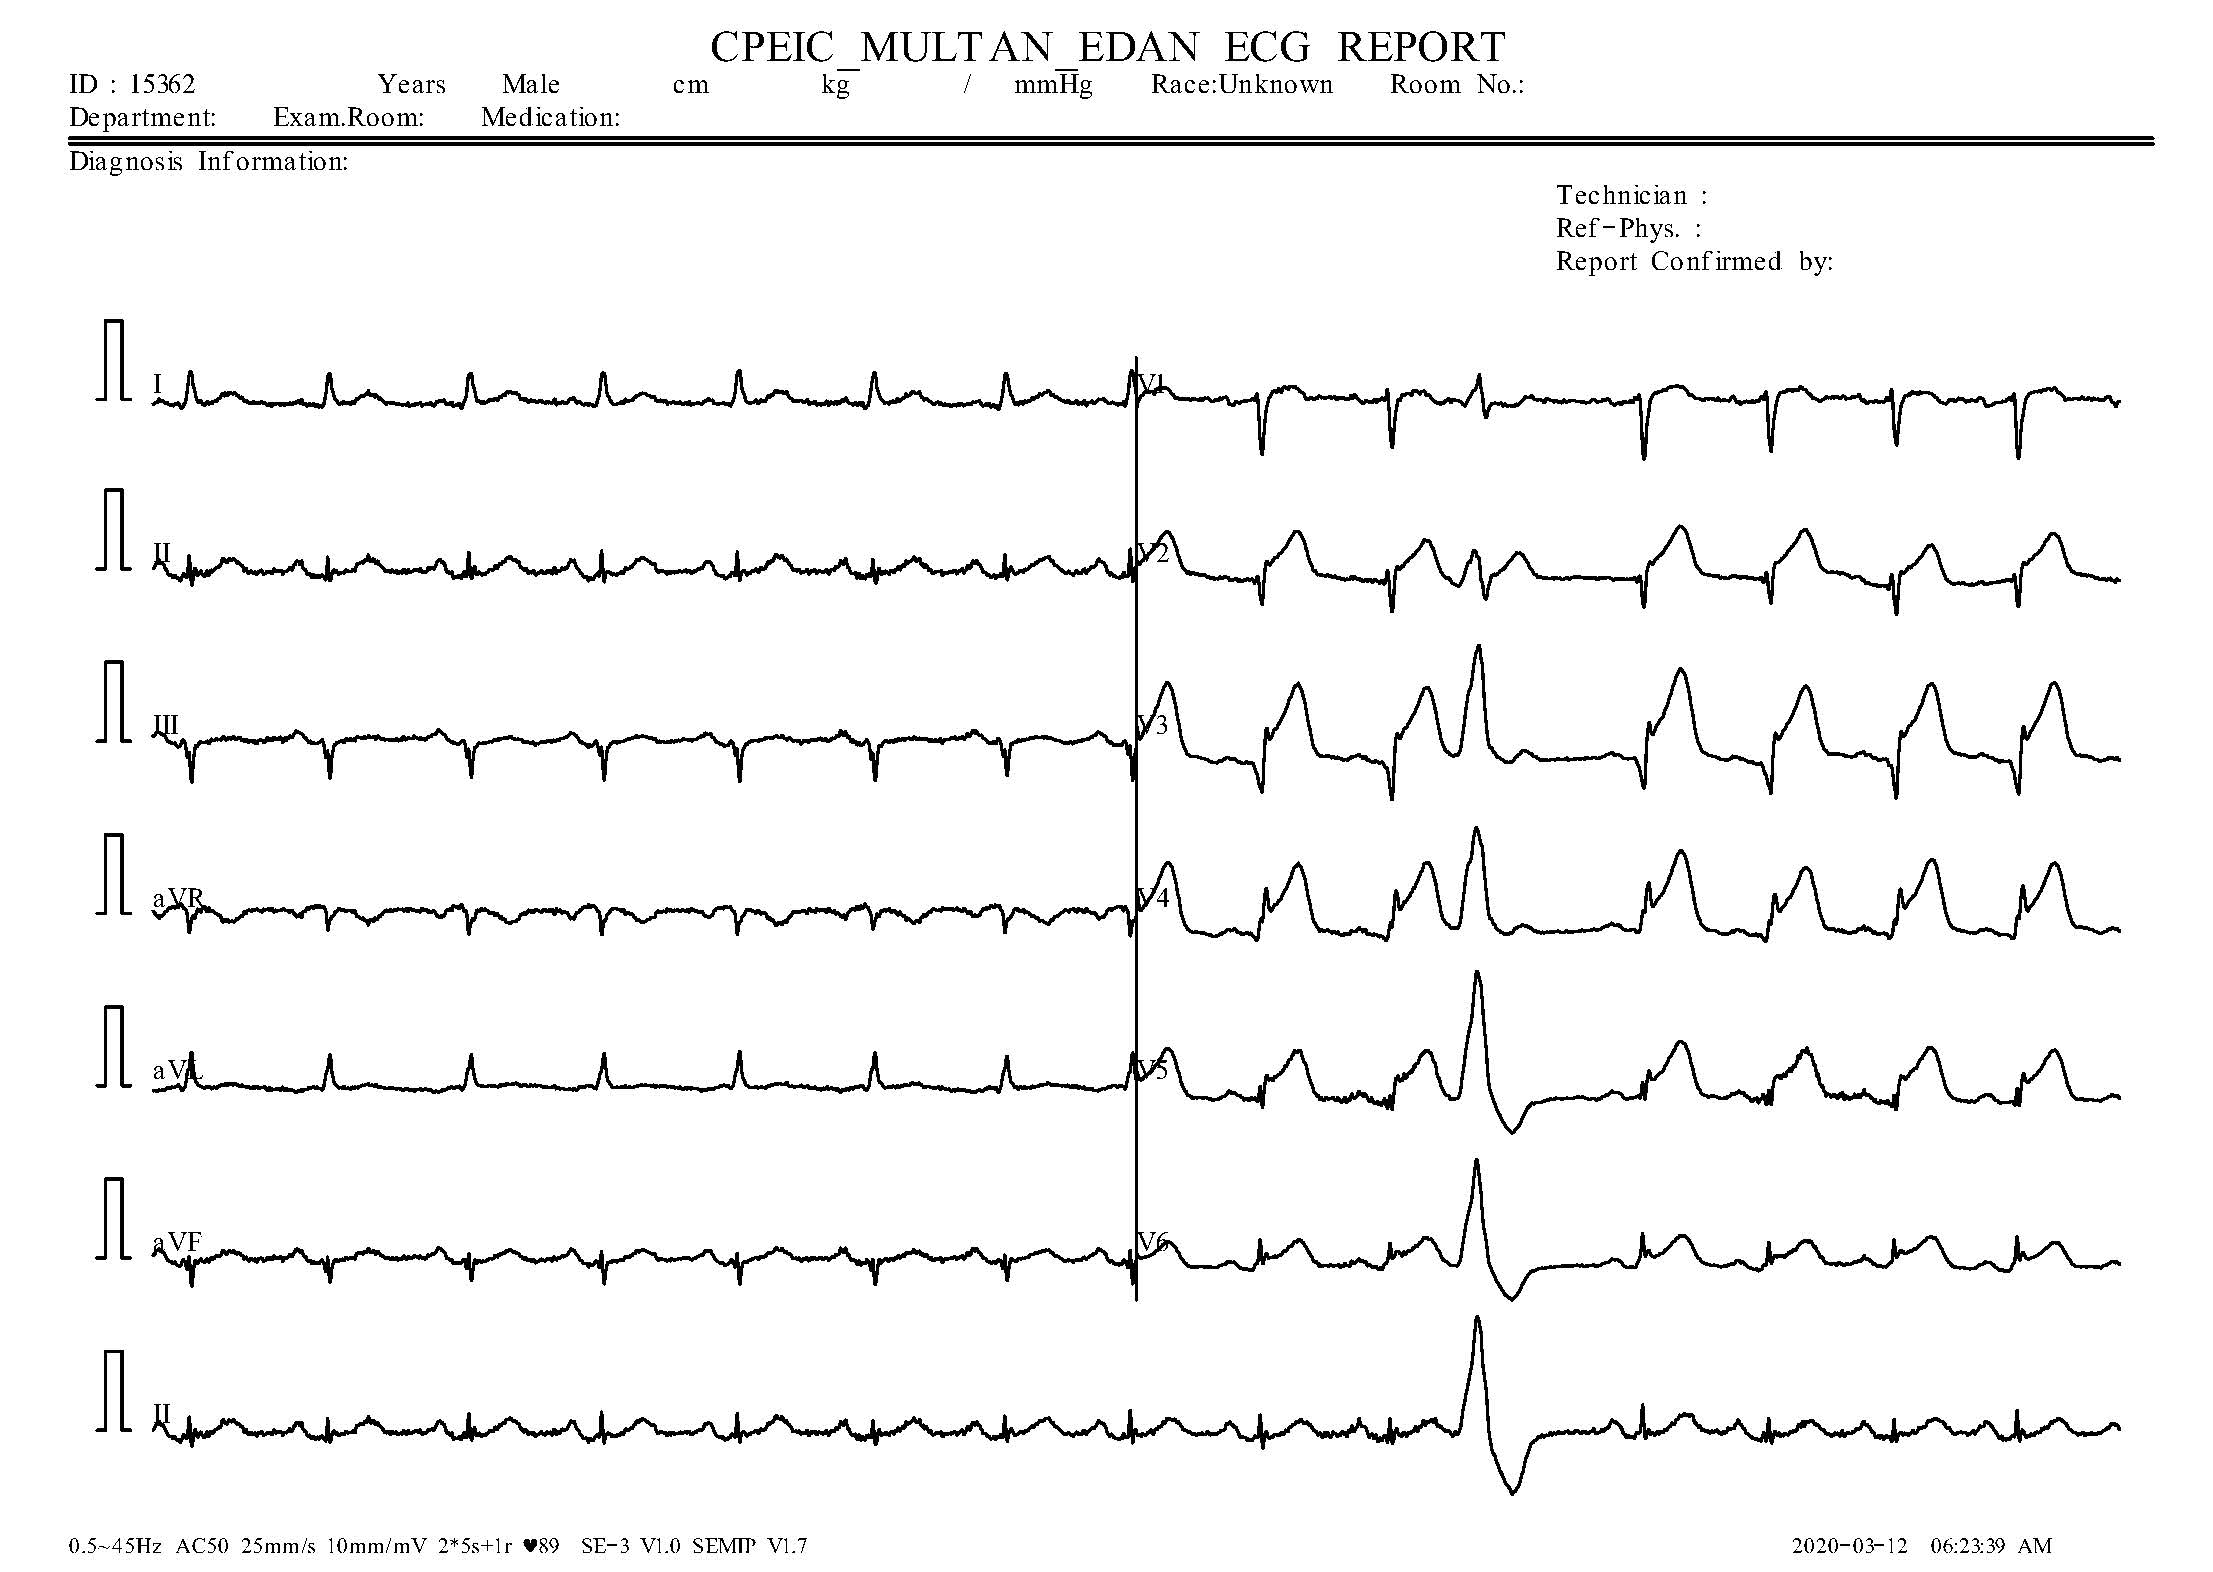 CPEIC_MULTAN_EDAN ECG REPORT
ID : 15362 Years Male cm kg / mmHg Race:Unknown Room No.:
Department: Exam.Room: Medication:
Diagnosis Information:
Technician :
Ref-Phys. :
Report Confirmed by:
I V1
II V2
III V3
aVR V4
aVL V5
aVF V6
II
0.5~45Hz AC50 25mm/s 10mm/mV 2*5s+1r ♥89 SE-3 V1.0 SEMIP V1.7 2020-03-12 06:23:39 AM